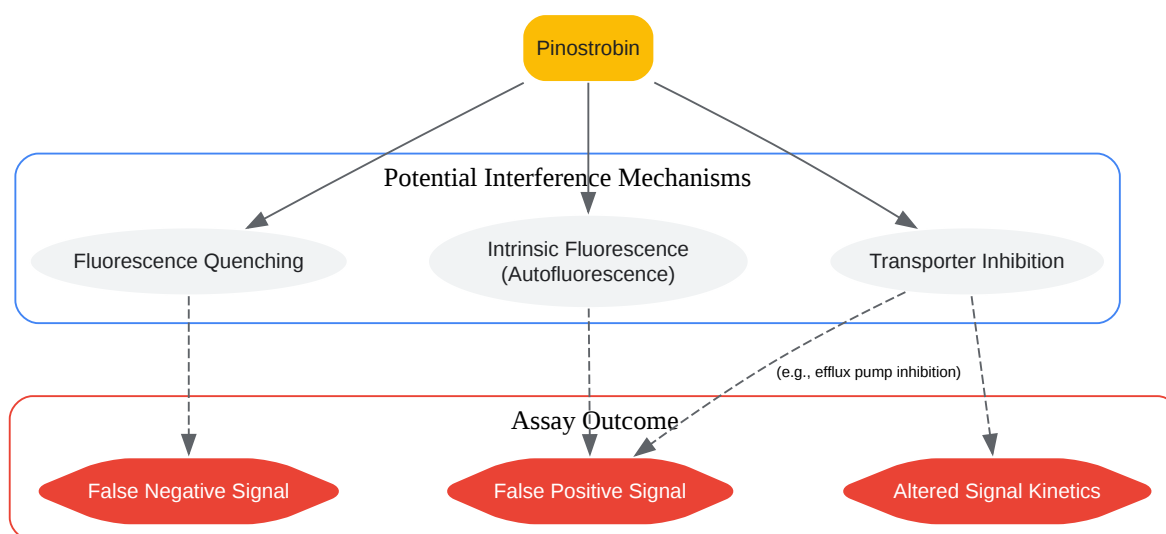 Pinostrobin
Potential Interference Mechanisms
Fluorescence Quenching
Intrinsic Fluorescence
(Autofluorescence)
Transporter Inhibition
(e.g., efflux pump inhibition)
Assay Outcome
False Negative Signal
False Positive Signal
Altered Signal Kinetics